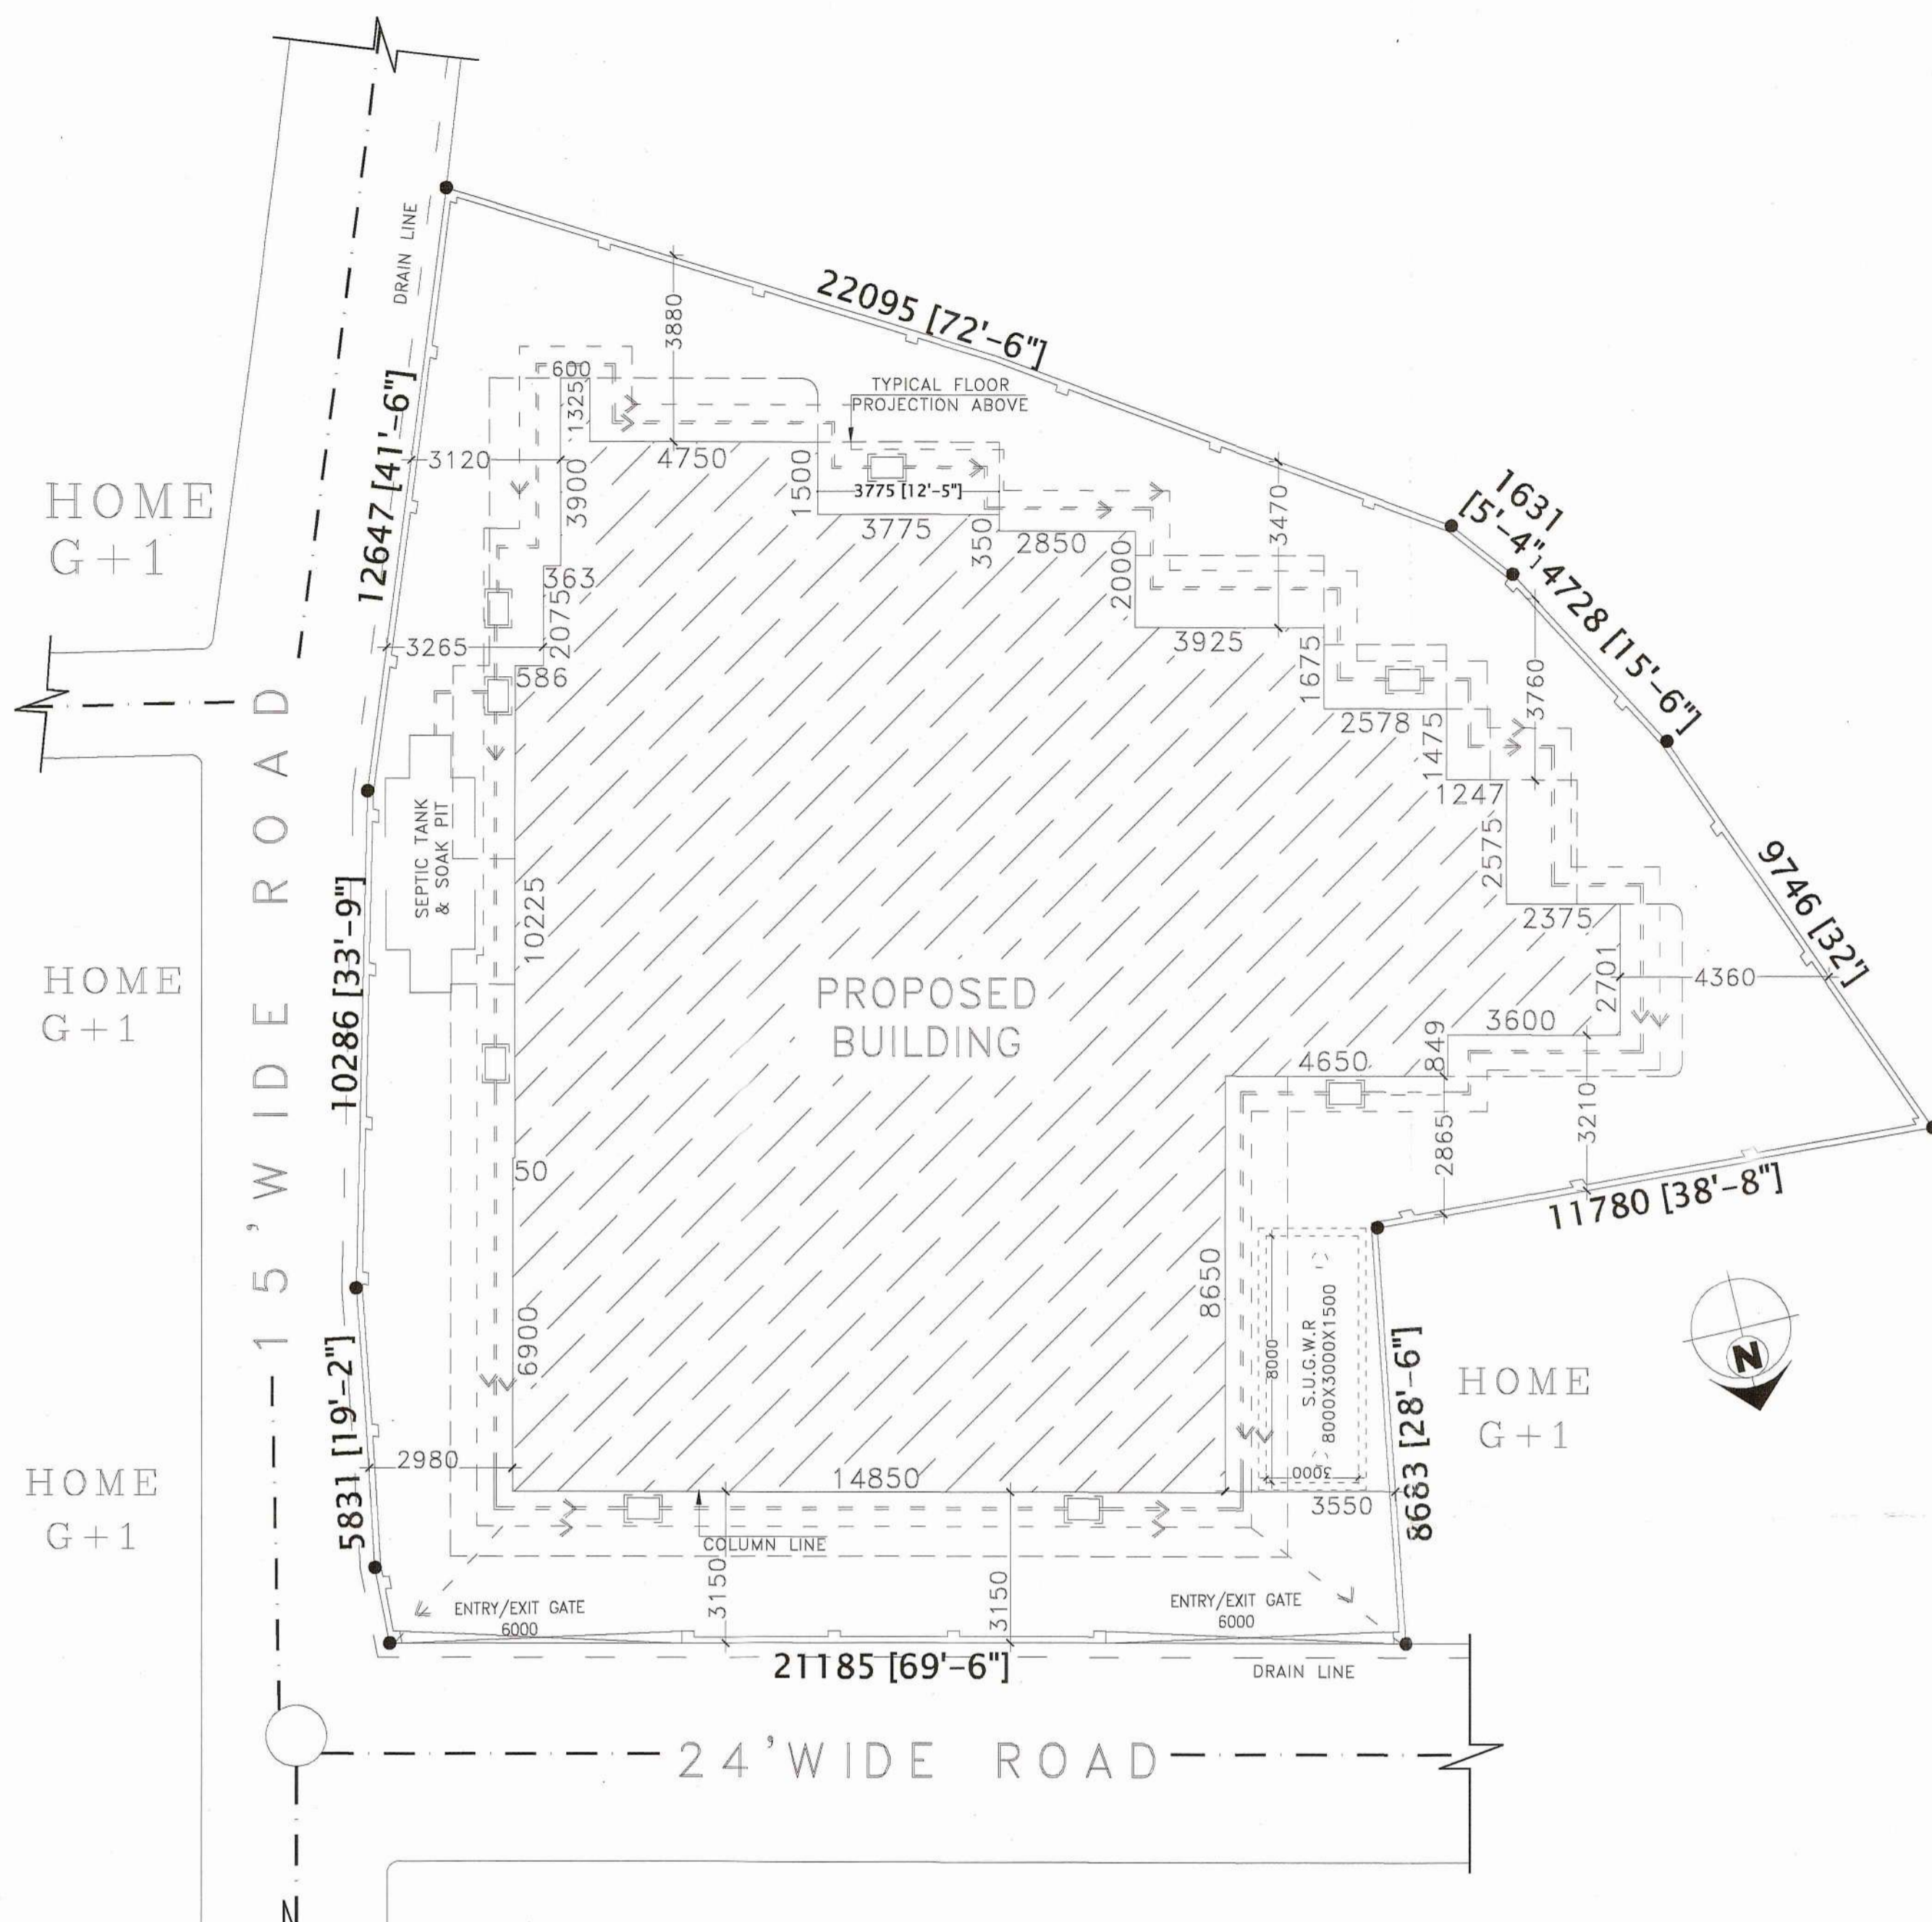 DRAIN LINE
22095 [72'-6"]
3880
12647 [41'-6"]
600
1325
TYPICAL FLOOR
PROJECTION ABOVE
3120
4750
3900
1500
3775 [12'-5"]
3775
350
2850
2000
3470
1631
[5'-4"]
4728 [15'-6"]
HOME
G+1
363
2075
3265
586
3925
1675
2578
1475
3760
1247
2575
2375
9746 [32']
15' WIDE ROAD
SEPTIC TANK
& SOAK PIT
10225
10286 [33'-9"]
HOME
G+1
PROPOSED
BUILDING
2701
4360
3600
849
4650
2865
3210
11780 [38'-8"]
50
6900
8650
8000
S.U.G.W.R
8000X3000X1500
3000
8683 [28'-6"]
HOME
G+1
N
5831 [19'-2"]
HOME
G+1
2980
14850
3550
COLUMN LINE
3150
3150
ENTRY/EXIT GATE
6000
ENTRY/EXIT GATE
6000
21185 [69'-6"]
DRAIN LINE
24' WIDE ROAD